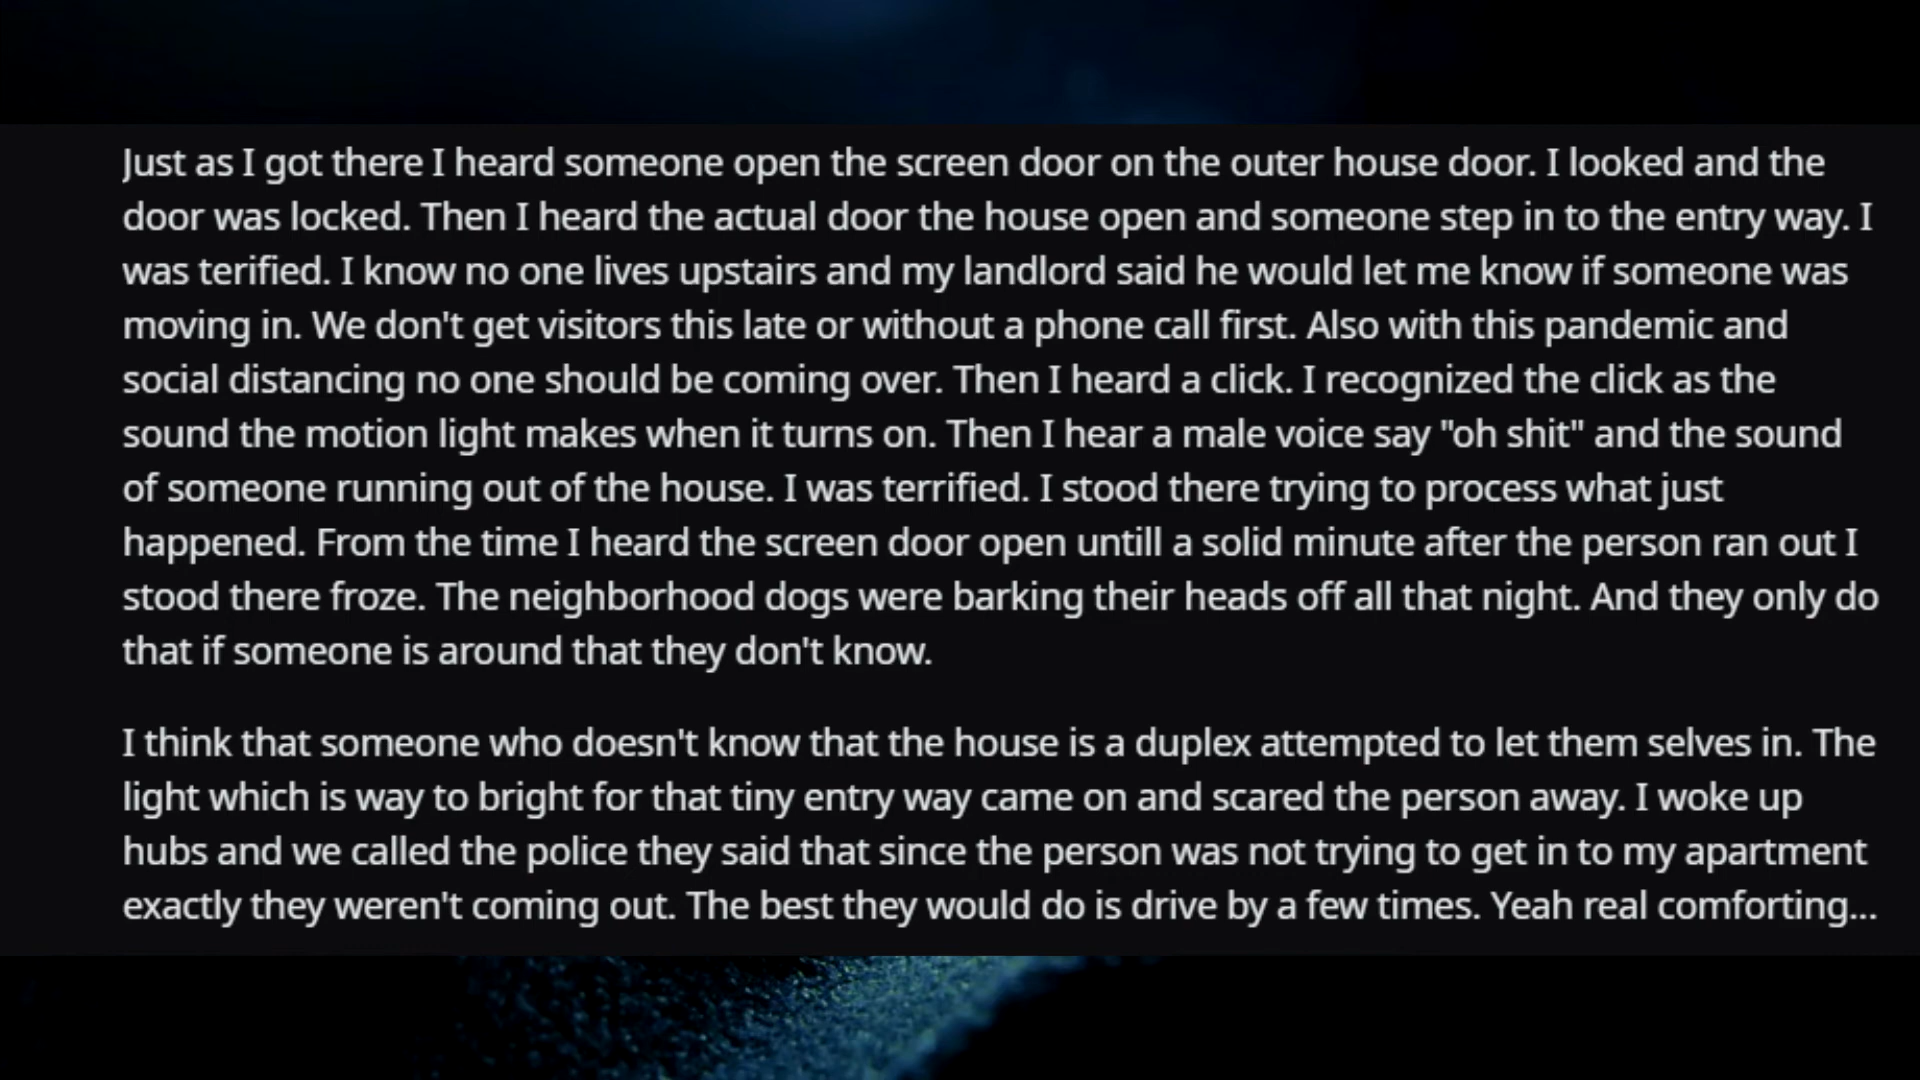 Just as I got there I heard someone open the screen door on the outer house door. I looked and the
door was locked. Then I heard the actual door the house open and someone step in to the entry way. I
was terified. I know no one lives upstairs and my landlord said he would let me know if someone was
moving in. We don't get visitors this late or without a phone call first. Also with this pandemic and
social distancing no one should be coming over. Then I heard a click. I recognized the click as the
sound the motion light makes when it turns on. Then I hear a male voice say "oh shit" and the sound
of someone running out of the house. I was terrified. I stood there trying to process what just
happened. From the time I heard the screen door open untill a solid minute after the person ran out I
stood there froze. The neighborhood dogs were barking their heads off all that night. And they only do
that if someone is around that they don't know.
I think that someone who doesn't know that the house is a duplex attempted to let them selves in. The
light which is way to bright for that tiny entry way came on and scared the person away. I woke up
hubs and we called the police they said that since the person was not trying to get in to my apartment
exactly they weren't coming out. The best they would do is drive by a few times. Yeah real comforting...